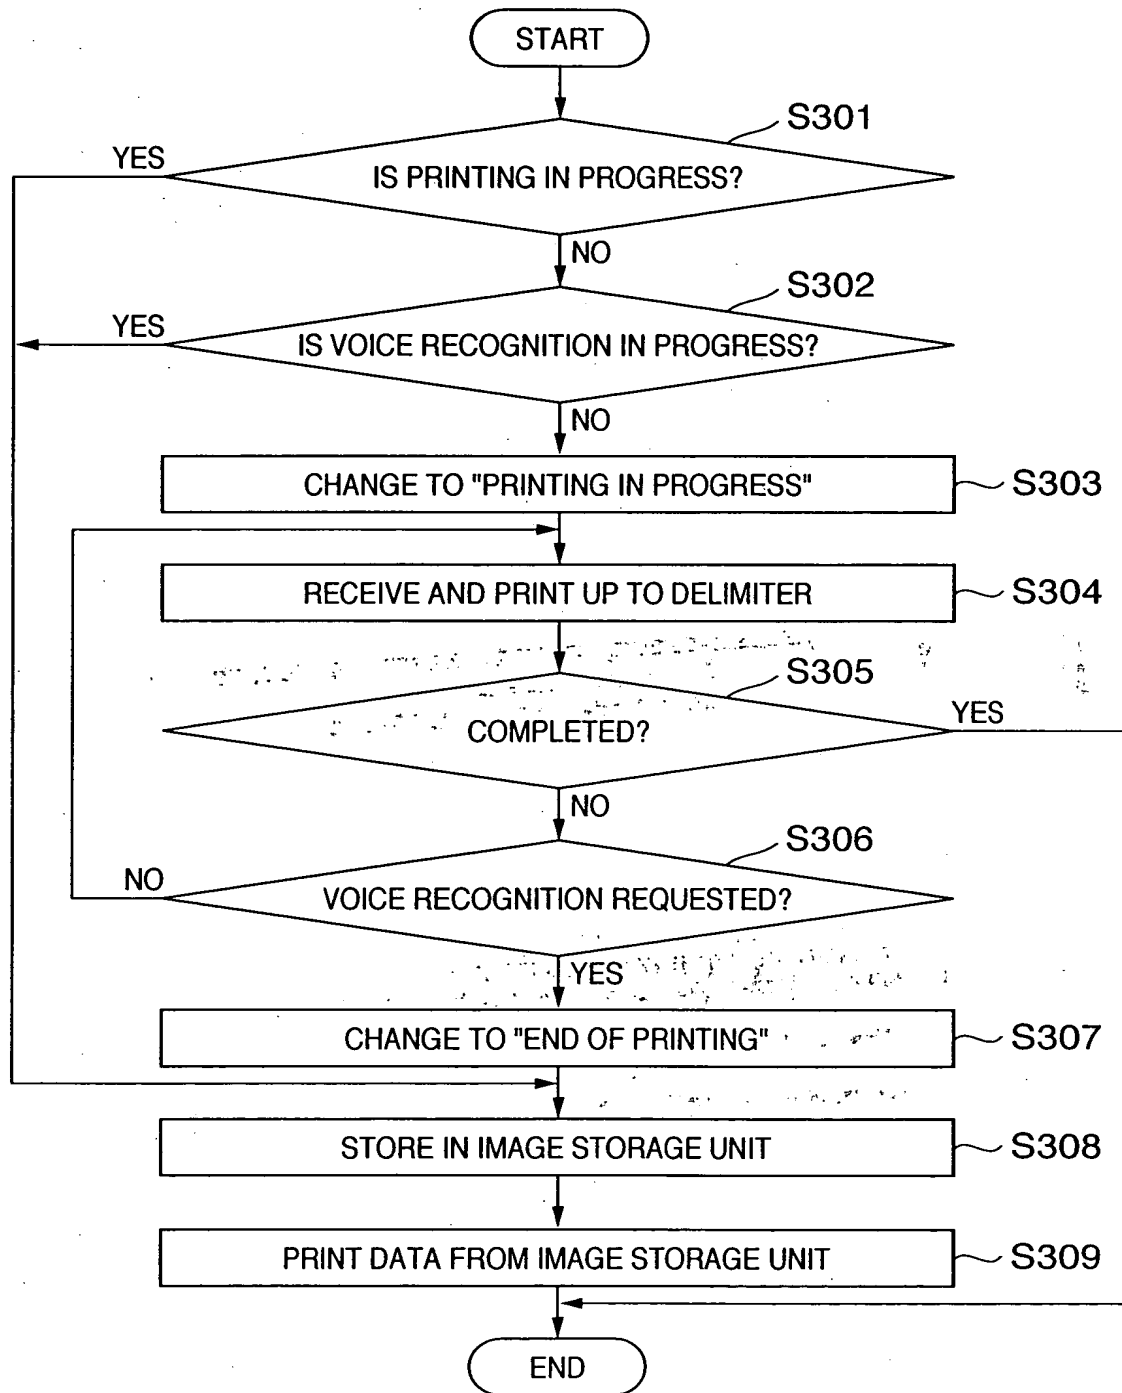 START
S301
YES
IS PRINTING IN PROGRESS?
NO
S302
YES
IS VOICE RECOGNITION IN PROGRESS?
NO
CHANGE TO "PRINTING IN PROGRESS"
S303
RECEIVE AND PRINT UP TO DELIMITER
S304
S305
YES
COMPLETED?
NO
S306
NO
VOICE RECOGNITION REQUESTED?
YES
CHANGE TO "END OF PRINTING"
S307
STORE IN IMAGE STORAGE UNIT
S308
PRINT DATA FROM IMAGE STORAGE UNIT
S309
END